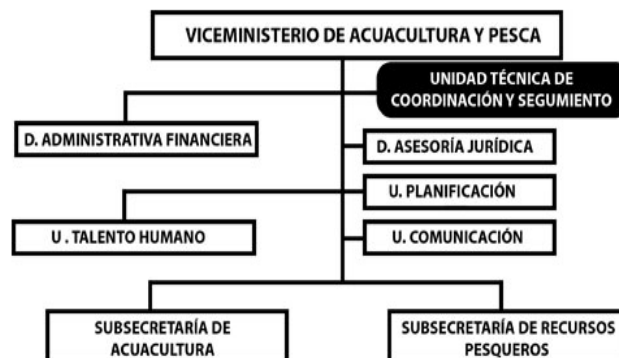 VICEMINISTERIO DE ACUACULTURA Y PESCA
UNIDAD TÉCNICA DE
COORDINACIÓN Y SEGUMIENTO
D. ADMINISTRATIVA FINANCIERA
D. ASESORÍA JURÍDICA
U. PLANIFICACIÓN
U . TALENTO HUMANO
U. COMUNICACIÓN
SUBSECRETARÍA DE
ACUACULTURA
SUBSECRETARÍA DE RECURSOS
PESQUEROS